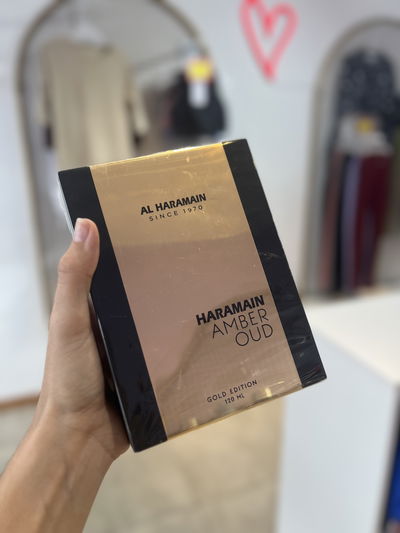 AL HARAMAIN
SINCE 1970
HARAMAIN
AMBER
OUD
GOLD EDITION
120 ML